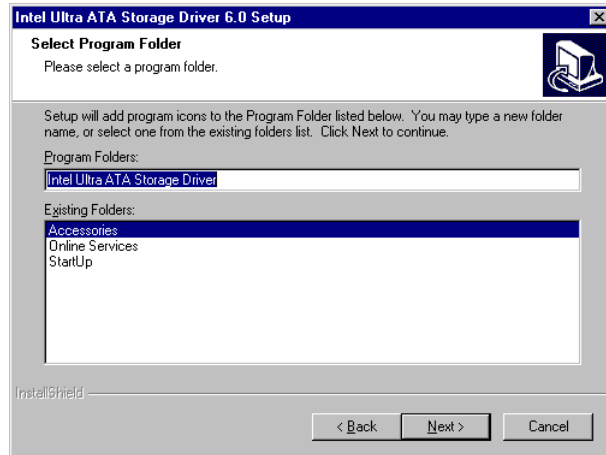 Intel Ultra ATA Storage Driver 6.0 Setup
Select Program Folder
Please select a program folder.
Setup will add program icons to the Program Folder listed below. You may type a new folder
name, or select one from the existing folders list. Click Next to continue.
Program Folders:
Intel Ultra ATA Storage Driver
Existing Folders:
Accessories
Online Services
StartUp
InstallShield
< Back Next > Cancel